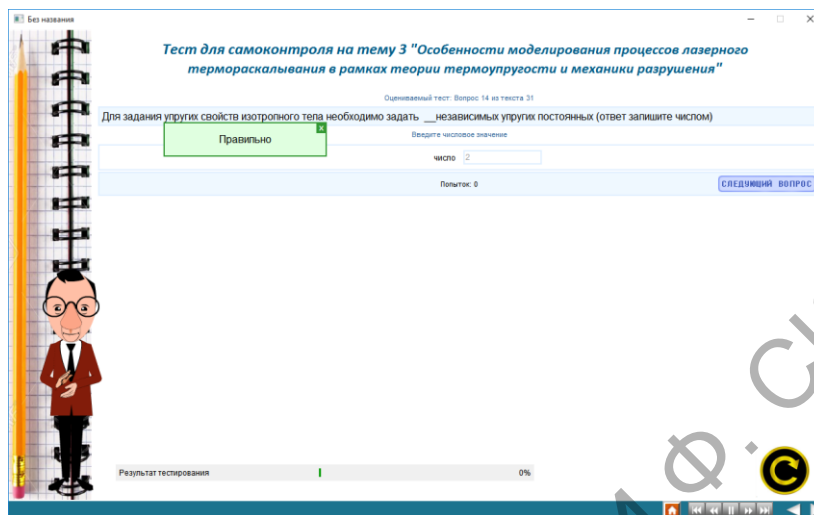 Без названия
Тест для самоконтроля на тему 3 "Особенности моделирования процессов лазерного
термораскалывания в рамках теории термоупругости и механики разрушения"
Оцениваемый тест: Вопрос 14 из текста 31
Для задания упругих свойств изотропного тела необходимо задать __независимых упругих постоянных (ответ запишите числом)
Правильно
x
Введите числовое значение
число 2
Попыток: 0
СЛЕДУЮЩИЙ ВОПРОС
Результат тестирования 0%